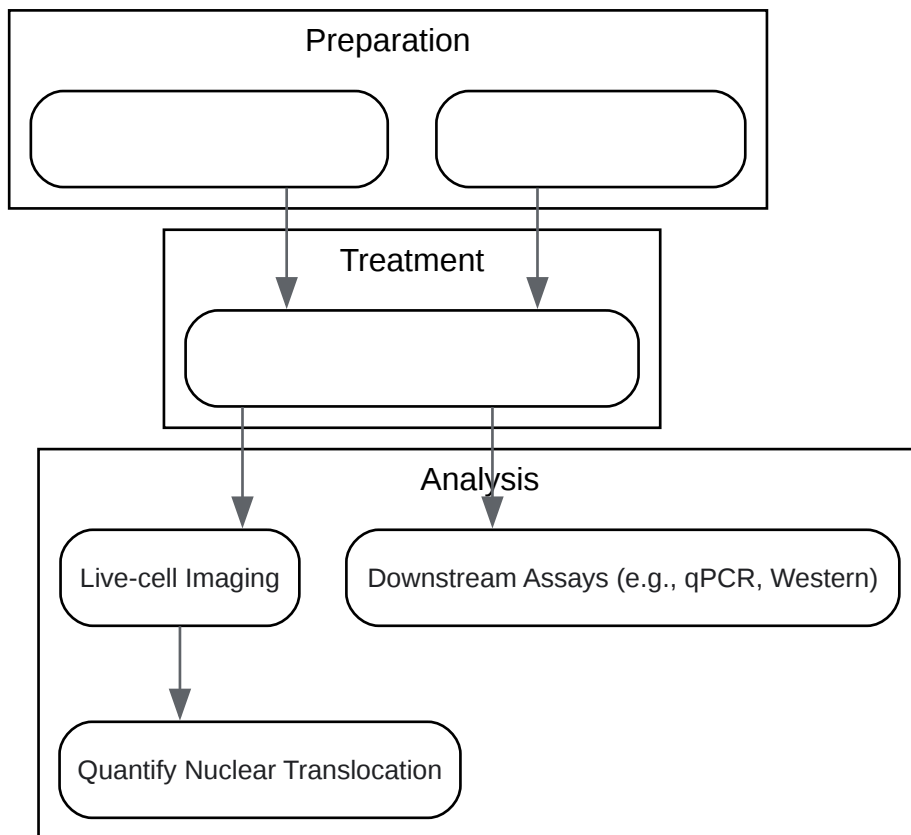 Preparation
Treatment
Analysis
Live-cell Imaging
Downstream Assays (e.g., qPCR, Western)
Quantify Nuclear Translocation